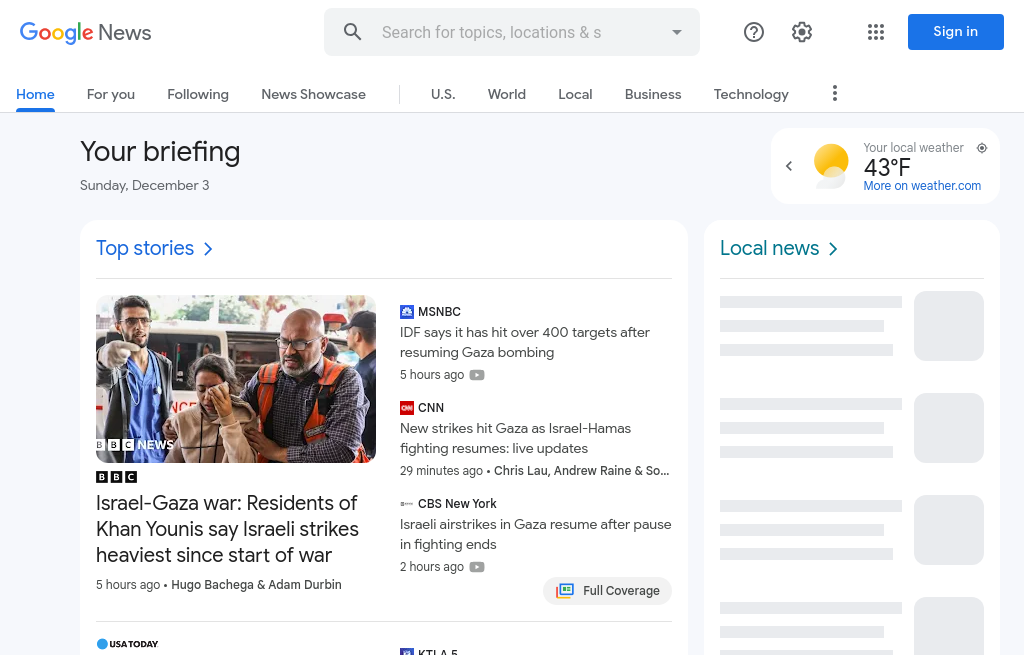 Google News
Search for topics, locations & s
Sign in
Home
For you
Following
News Showcase
U.S.
World
Local
Business
Technology
Your briefing
Sunday, December 3
Your local weather
43°F
More on weather.com
Top stories
BBC NEWS
BBC
Israel-Gaza war: Residents of
Khan Younis say Israeli strikes
heaviest since start of war
5 hours ago • Hugo Bachega & Adam Durbin
MSNBC
IDF says it has hit over 400 targets after
resuming Gaza bombing
5 hours ago
CNN
New strikes hit Gaza as Israel-Hamas
fighting resumes: live updates
29 minutes ago • Chris Lau, Andrew Raine & So...
CBS New York
Israeli airstrikes in Gaza resume after pause
in fighting ends
2 hours ago
Full Coverage
USA TODAY
KTLA 5
Local news